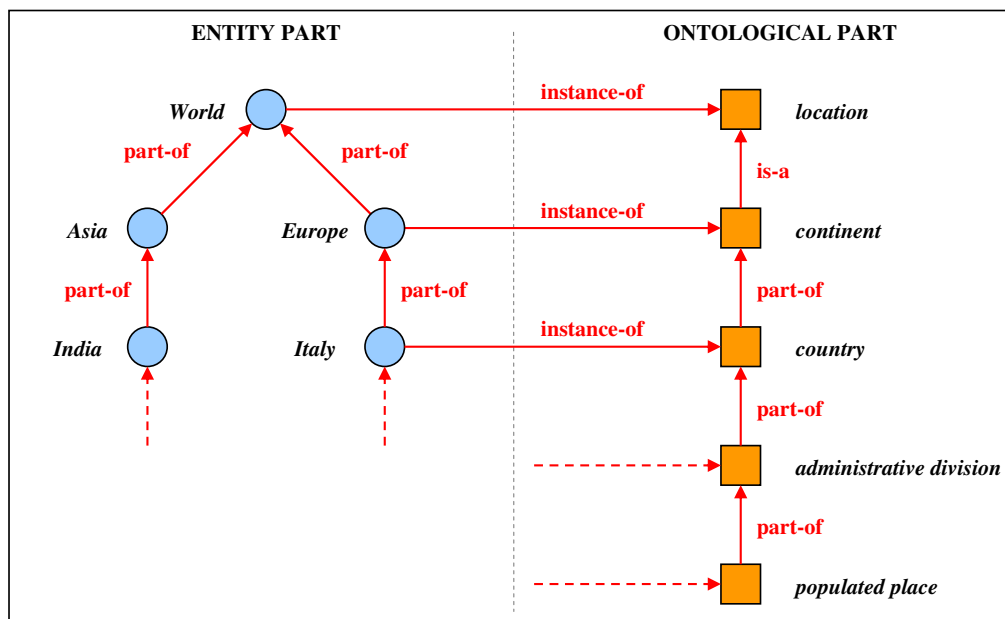 ENTITY PART
ONTOLOGICAL PART
World
instance-of
location
part-of
part-of
is-a
Asia
Europe
instance-of
continent
part-of
part-of
part-of
India
Italy
instance-of
country
part-of
administrative division
part-of
populated place